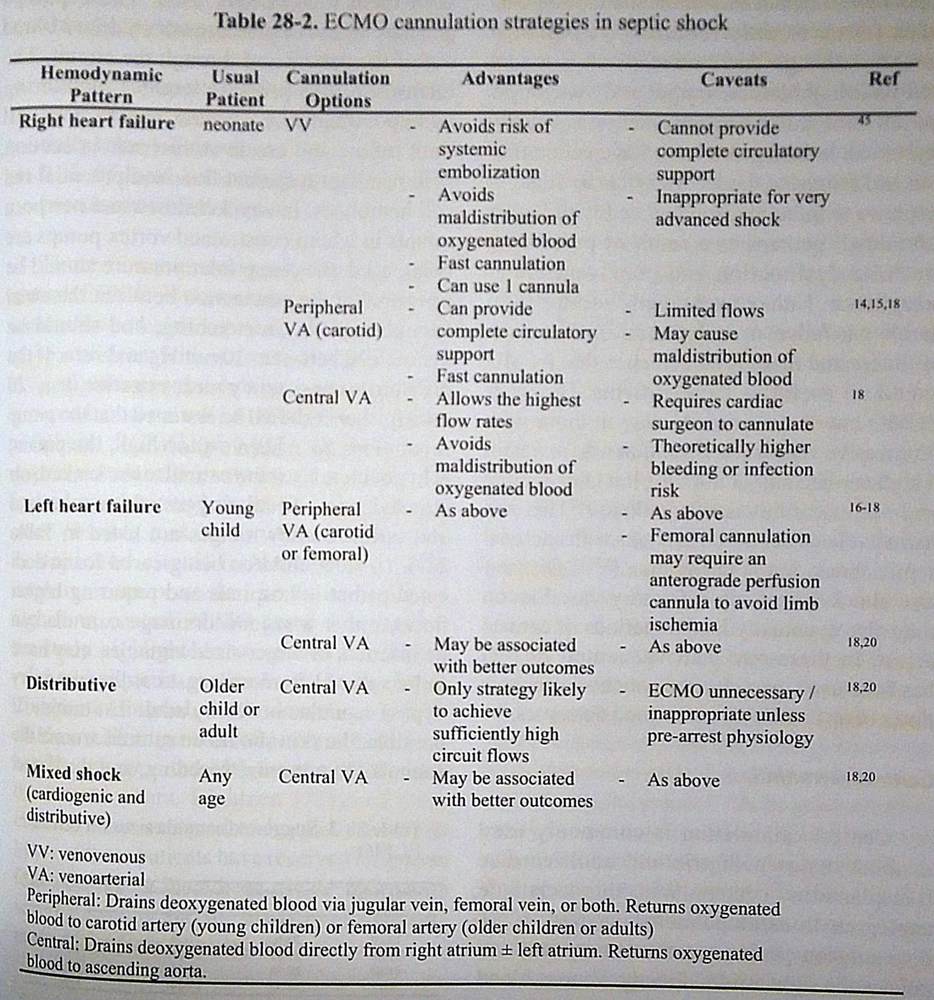 Table 28-2. ECMO cannulation strategies in septic shock
Hemodynamic Pattern Usual Patient Cannulation Options Advantages Caveats Ref
Right heart failure neonate VV - Avoids risk of - Cannot provide 45
systemic complete circulatory
embolization support
- Avoids - Inappropriate for very
maldistribution of advanced shock
oxygenated blood
- Fast cannulation
- Can use 1 cannula
Peripheral - Can provide - Limited flows 14,15,18
VA (carotid) complete circulatory - May cause
support maldistribution of
- Fast cannulation oxygenated blood
Central VA - Allows the highest - Requires cardiac 18
flow rates surgeon to cannulate
- Avoids - Theoretically higher
maldistribution of bleeding or infection
oxygenated blood risk
Left heart failure Young Peripheral - As above - As above 16-18
child VA (carotid - Femoral cannulation
or femoral) may require an
anterograde perfusion
cannula to avoid limb
ischemia
Central VA - May be associated - As above 18,20
with better outcomes
Distributive Older Central VA - Only strategy likely - ECMO unnecessary / 18,20
child or to achieve inappropriate unless
adult sufficiently high pre-arrest physiology
circuit flows
Mixed shock Any Central VA - May be associated - As above 18,20
(cardiogenic and age with better outcomes
distributive)
VV: venovenous
VA: venoarterial
Peripheral: Drains deoxygenated blood via jugular vein, femoral vein, or both. Returns oxygenated
blood to carotid artery (young children) or femoral artery (older children or adults)
Central: Drains deoxygenated blood directly from right atrium ± left atrium. Returns oxygenated
blood to ascending aorta.